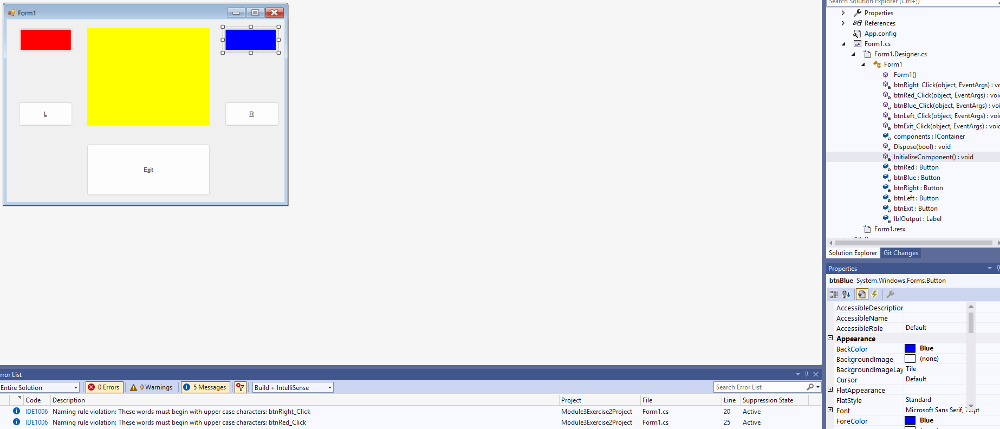 Form1
L
R
Exit
Search Solution Explorer (Ctrl+;)
Properties
References
App.config
Form1.cs
Form1.Designer.cs
Form1
Form1()
btnRight_Click(object, EventArgs) : vo
btnRed_Click(object, EventArgs) : voi
btnBlue_Click(object, EventArgs) : voi
btnLeft_Click(object, EventArgs) : voi
btnExit_Click(object, EventArgs) : voi
components : IContainer
Dispose(bool) : void
InitializeComponent() : void
btnRed : Button
btnBlue : Button
btnRight : Button
btnLeft : Button
btnExit : Button
lblOutput : Label
Form1.resx
Solution Explorer Git Changes
Properties
btnBlue System.Windows.Forms.Button
AccessibleDescription
AccessibleName
AccessibleRole Default
Appearance
BackColor Blue
BackgroundImage (none)
BackgroundImageLay Tile
Cursor Default
FlatAppearance
FlatStyle Standard
Font Microsoft Sans Serif, 7.8pt
ForeColor Blue
rror List
Entire Solution 0 Errors 0 Warnings 5 Messages Build + IntelliSense Search Error List
Code Description Project File Line Suppression State
IDE1006 Naming rule violation: These words must begin with upper case characters: btnRight_Click Module3Exercise2Project Form1.cs 20 Active
IDE1006 Naming rule violation: These words must begin with upper case characters: btnRed_Click Module3Exercise2Project Form1.cs 25 Active